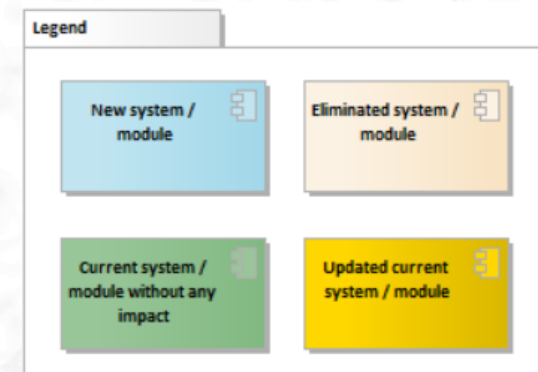 Legend
New system /
module
Eliminated system /
module
Current system /
module without any
impact
Updated current
system / module